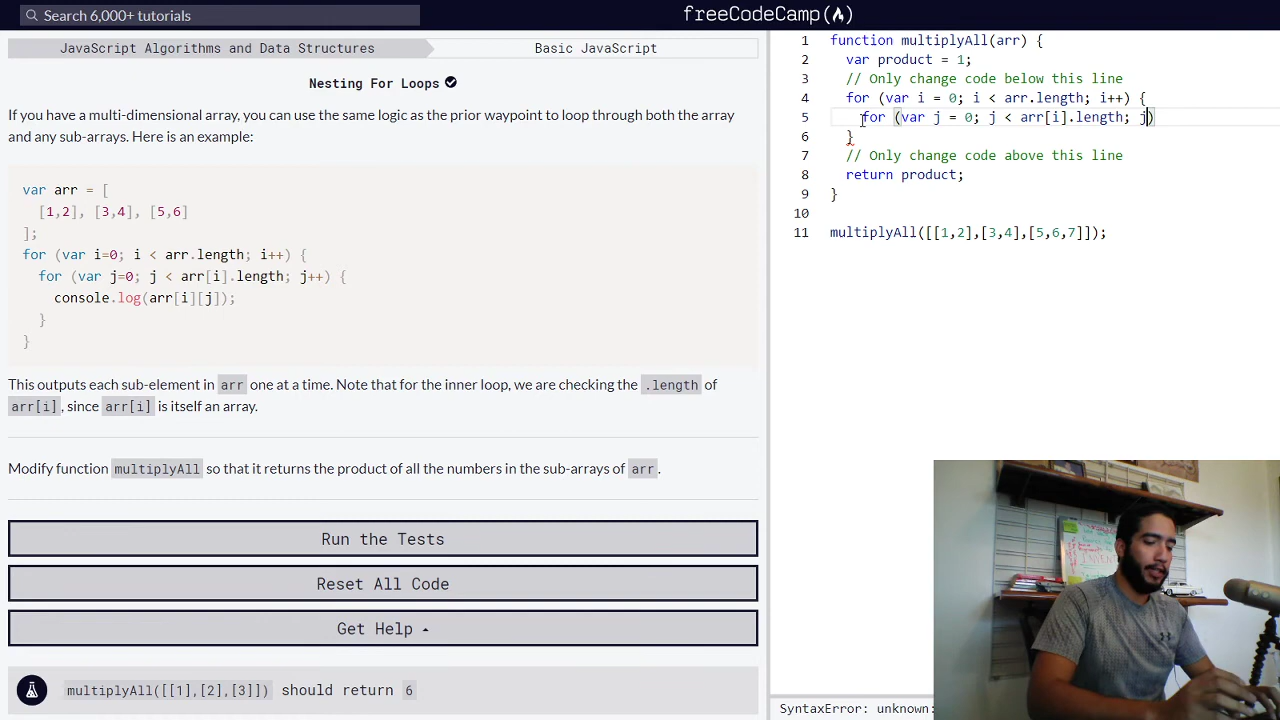 Search 6,000+ tutorials
freeCodeCamp
JavaScript Algorithms and Data Structures
Basic JavaScript
Nesting For Loops
If you have a multi-dimensional array, you can use the same logic as the prior waypoint to loop through both the array
and any sub-arrays. Here is an example:
var arr = [
[1,2], [3,4], [5,6]
];
for (var i=0; i < arr.length; i++) {
for (var j=0; j < arr[i].length; j++) {
console.log(arr[i][j]);
}
}
This outputs each sub-element in arr one at a time. Note that for the inner loop, we are checking the .length of
arr[i], since arr[i] is itself an array.
Modify function multiplyAll so that it returns the product of all the numbers in the sub-arrays of arr.
Run the Tests
Reset All Code
Get Help
multiplyAll([[1],[2],[3]]) should return 6
1 function multiplyAll(arr) {
2 var product = 1;
3 // Only change code below this line
4 for (var i = 0; i < arr.length; i++) {
5 for (var j = 0; j < arr[i].length; j)
6 }
7 // Only change code above this line
8 return product;
9 }
10
11 multiplyAll([[1,2],[3,4],[5,6,7]]);
SyntaxError: unknown: